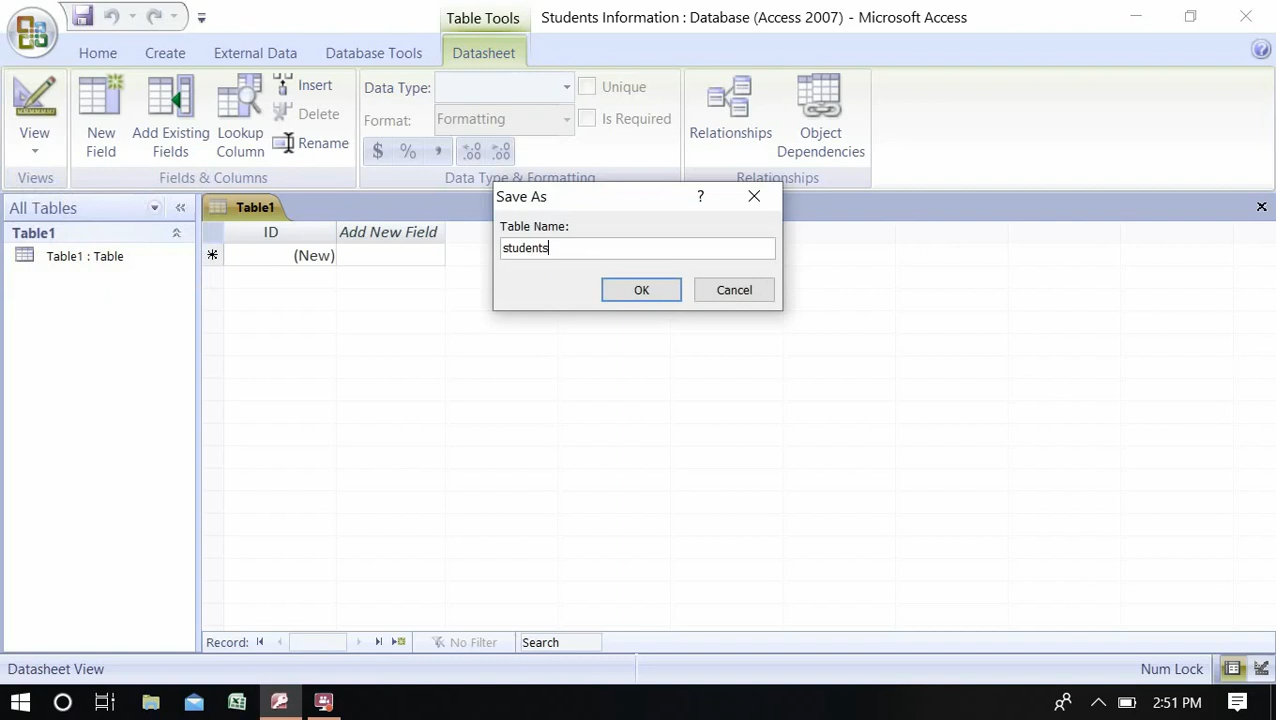 Table Tools
Students Information : Database (Access 2007) - Microsoft Access
Home
Create
External Data
Database Tools
Datasheet
View
New Field
Add Existing Fields
Lookup Column
Insert
Delete
Rename
Data Type:
Format:
Formatting
$
%
,
Unique
Is Required
Relationships
Object Dependencies
Views
Fields & Columns
Data Type & Formatting
Relationships
Save As
?
Table Name:
students
OK
Cancel
All Tables
Table1
Table1 : Table
Table1
ID
Add New Field
(New)
Record:
No Filter
Search
Datasheet View
Num Lock
2:51 PM